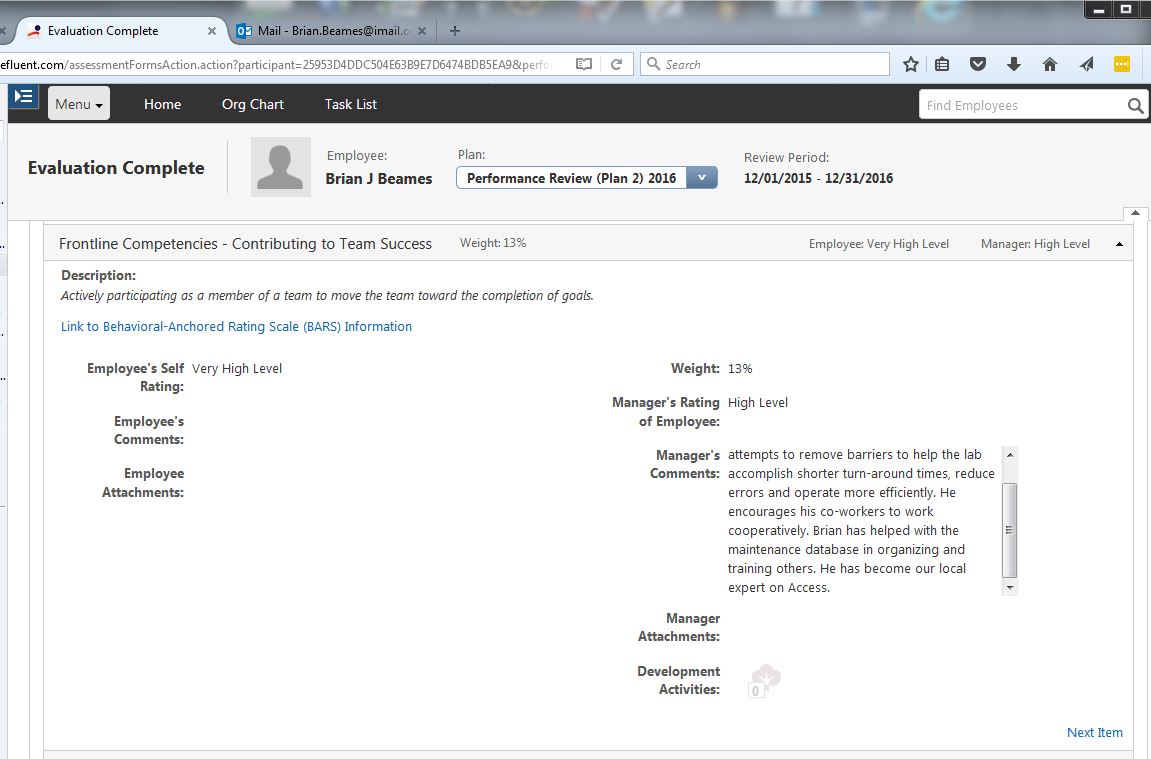 Evaluation Complete
Mail - Brian.Beames@imail.o
efluent.com/assessmentFormsAction.action?participant=25953D4DDC504E63B9E7D6474BDB5EA9&perfo
Search
Menu
Home
Org Chart
Task List
Find Employees
Evaluation Complete
Employee:
Brian J Beames
Plan:
Performance Review (Plan 2) 2016
Review Period:
12/01/2015 - 12/31/2016
Frontline Competencies - Contributing to Team Success
Weight: 13%
Employee: Very High Level
Manager: High Level
Description:
Actively participating as a member of a team to move the team toward the completion of goals.
Link to Behavioral-Anchored Rating Scale (BARS) Information
Employee's Self
Rating:
Very High Level
Employee's
Comments:
Employee
Attachments:
Weight: 13%
Manager's Rating
of Employee:
High Level
Manager's
Comments:
attempts to remove barriers to help the lab
accomplish shorter turn-around times, reduce
errors and operate more efficiently. He
encourages his co-workers to work
cooperatively. Brian has helped with the
maintenance database in organizing and
training others. He has become our local
expert on Access.
Manager
Attachments:
Development
Activities:
0
Next Item